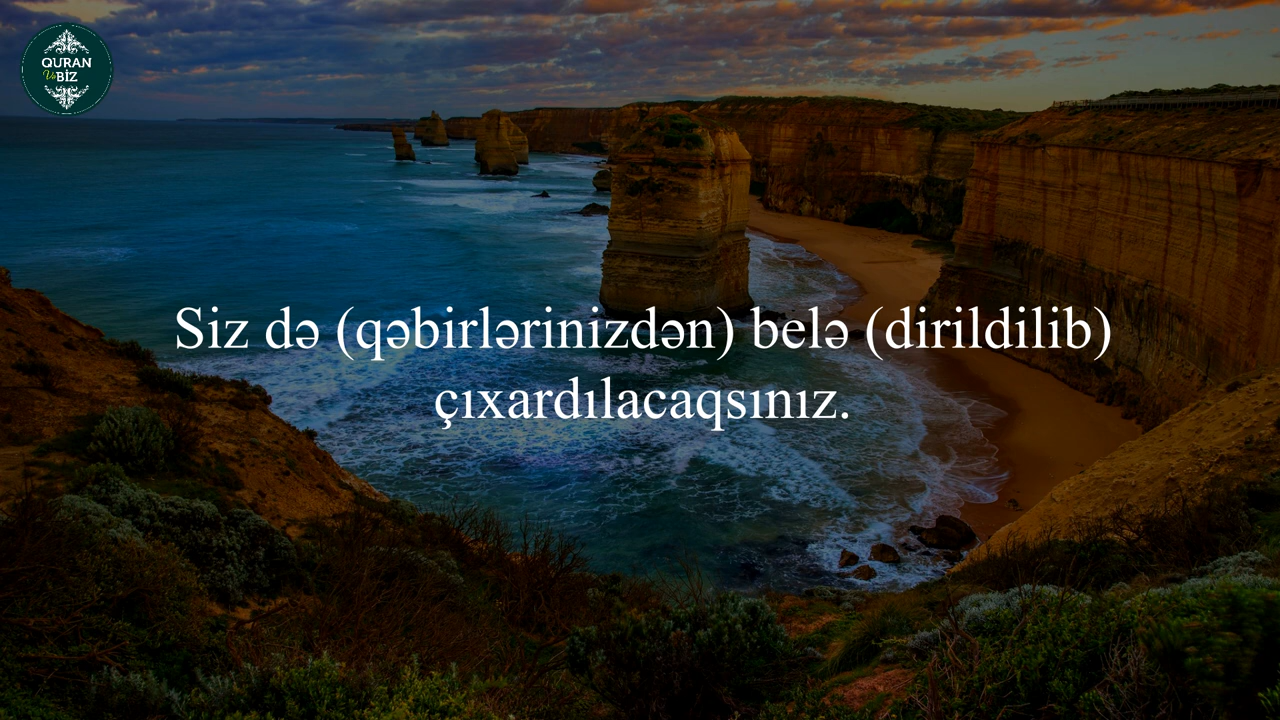 QURAN
Və
BİZ
Siz də (qəbirlərinizdən) belə (dirildilib)
çıxardılacaqsınız.